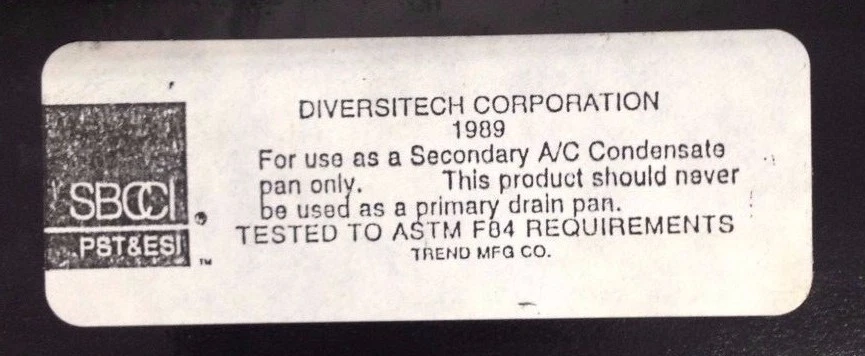 DIVERSITECH CORPORATION
1989
For use as a Secondary A/C Condensate
pan only. This product should never
be used as a primary drain pan.
TESTED TO ASTM F84 REQUIREMENTS
TREND MFG CO.
SBCCI
PST&ESI
™